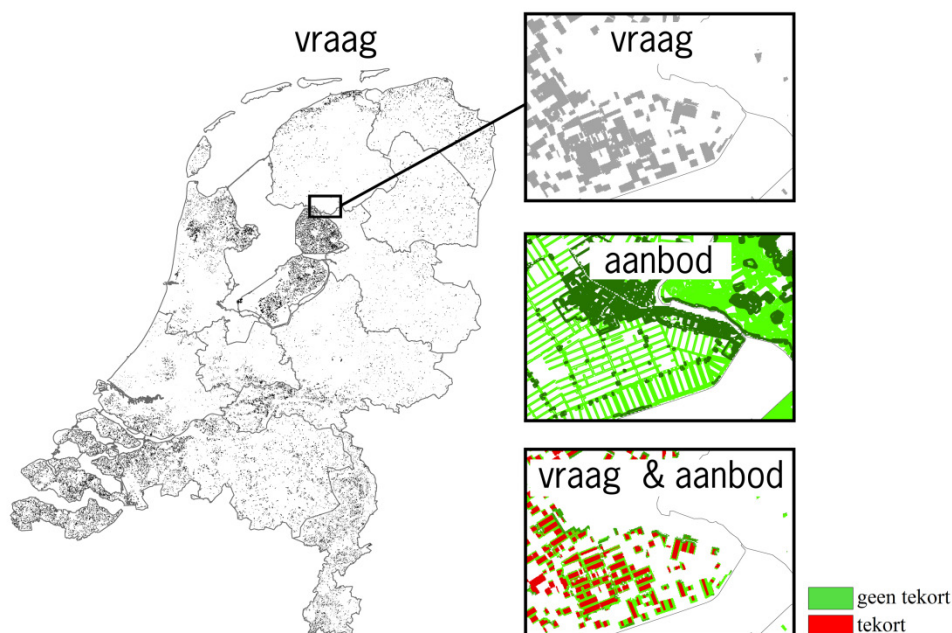 vraag
vraag
aanbod
vraag & aanbod
geen tekort
tekort